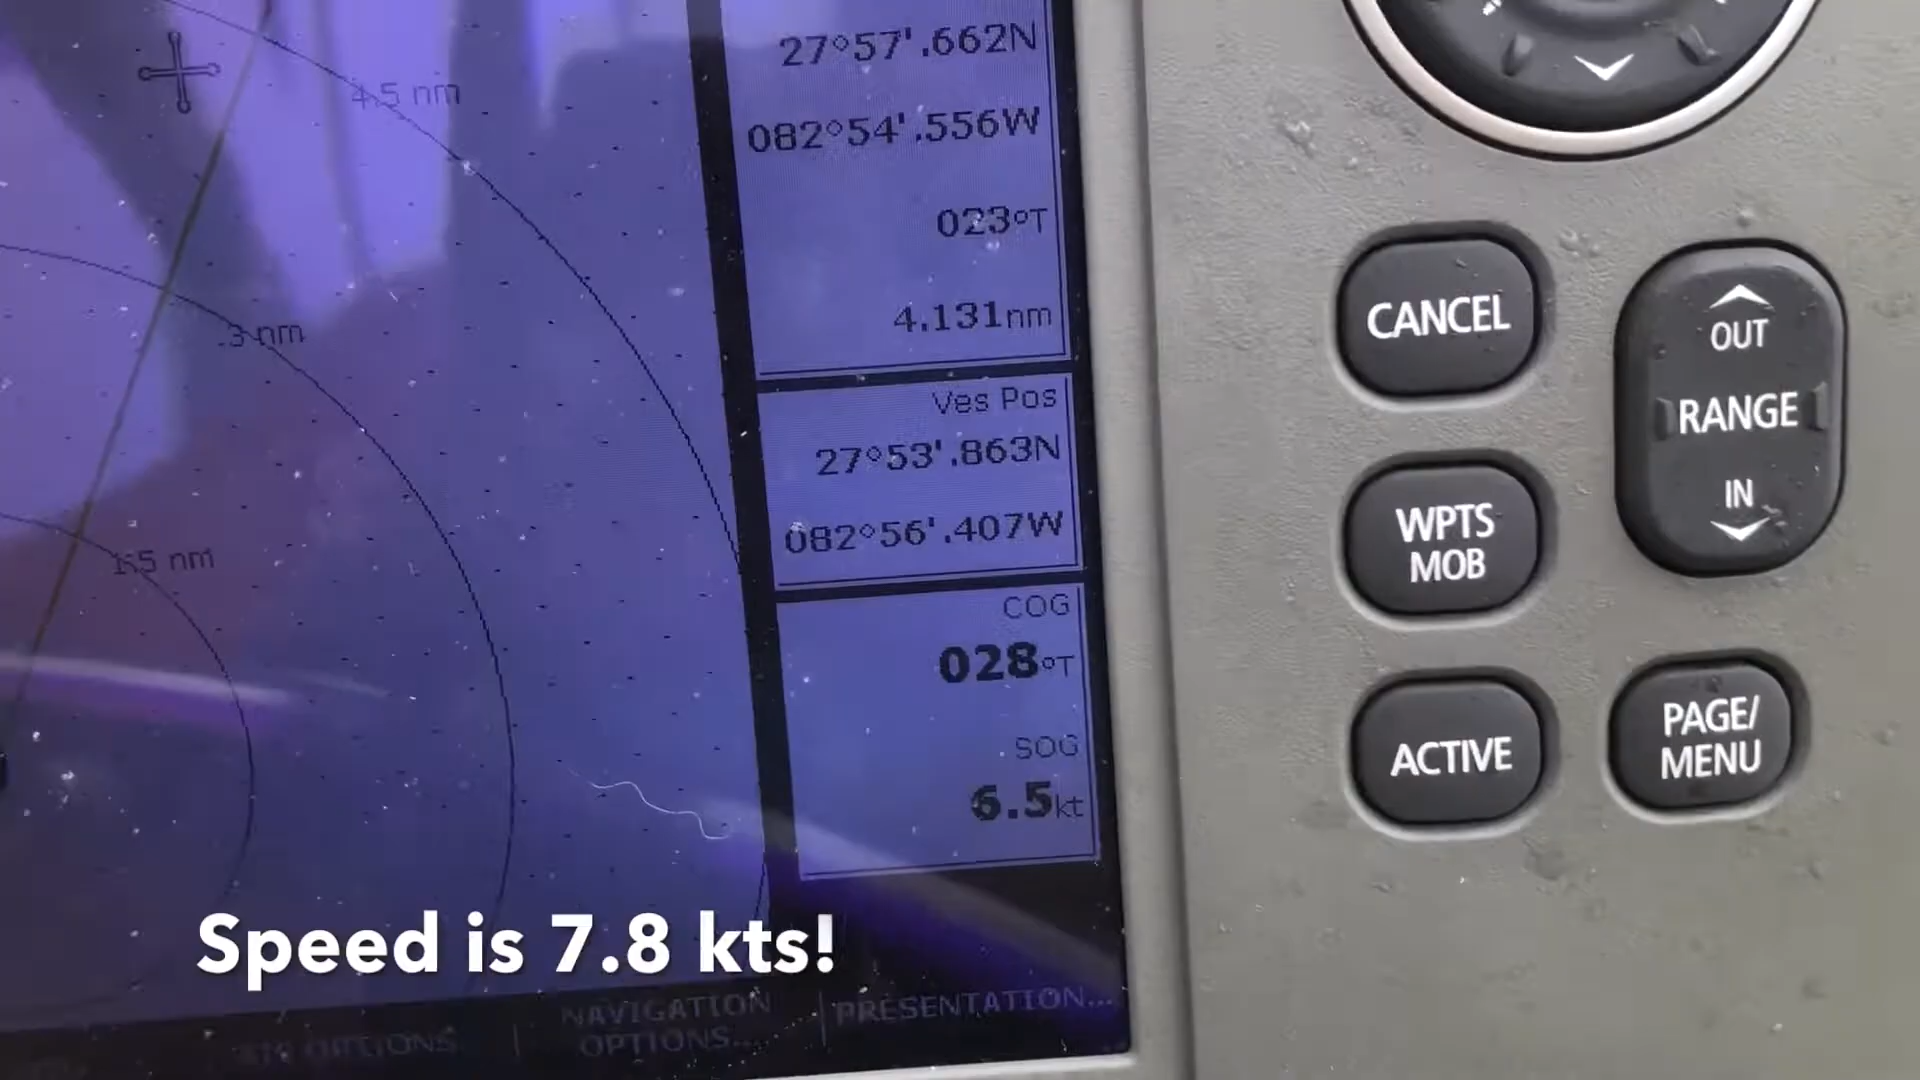 27°57'.662N
082°54'.556W
023°T
4.131nm
Ves Pos
27°53'.863N
082°56'.407W
COG
028°T
SOG
6.5kt
4.5 nm
3 nm
1.5 nm
OPTIONS
NAVIGATION
OPTIONS...
PRESENTATION...
CANCEL
OUT
RANGE
IN
WPTS
MOB
ACTIVE
PAGE/
MENU
Speed is 7.8 kts!